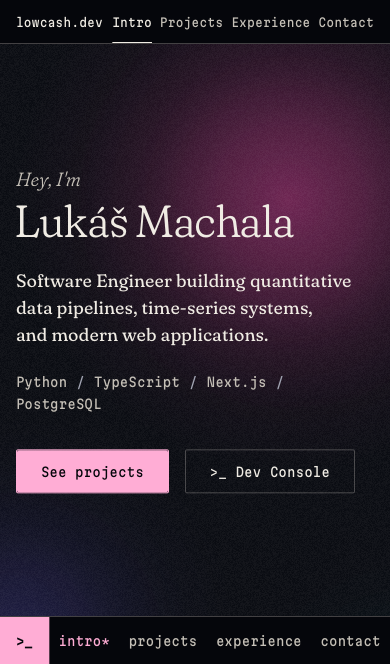 lowcash.dev Intro Projects Experience Contact
Hey, I'm
Lukáš Machala
Software Engineer building quantitative
data pipelines, time-series systems,
and modern web applications.
Python / TypeScript / Next.js /
PostgreSQL
See projects >_ Dev Console
>_ intro* projects experience contact